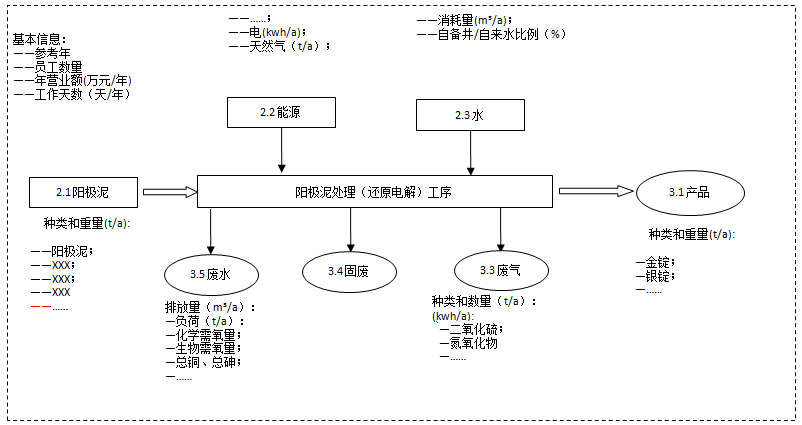 ——……；
——电(kwh/a)；
——天然气（t/a）；
——消耗量(m³/a)；
——自备井/自来水比例（%）
基本信息：
——参考年
——员工数量
——年营业额(万元/年)
——工作天数（天/年）
2.2能源
2.3水
2.1阳极泥
阳极泥处理（还原电解）工序
3.1产品
种类和重量(t/a):
——阳极泥；
——XXX；
——XXX；
——XXX
——……
种类和重量(t/a):
—金锭；
—银锭；
—……
3.5废水
3.4固废
3.3废气
排放量（m³/a）：
—负荷（t/a）：
—化学需氧量；
—生物需氧量；
—总铜、总砷；
—……
种类和数量（t/a）：
(kwh/a):
—二氧化硫；
—氮氧化物
—……